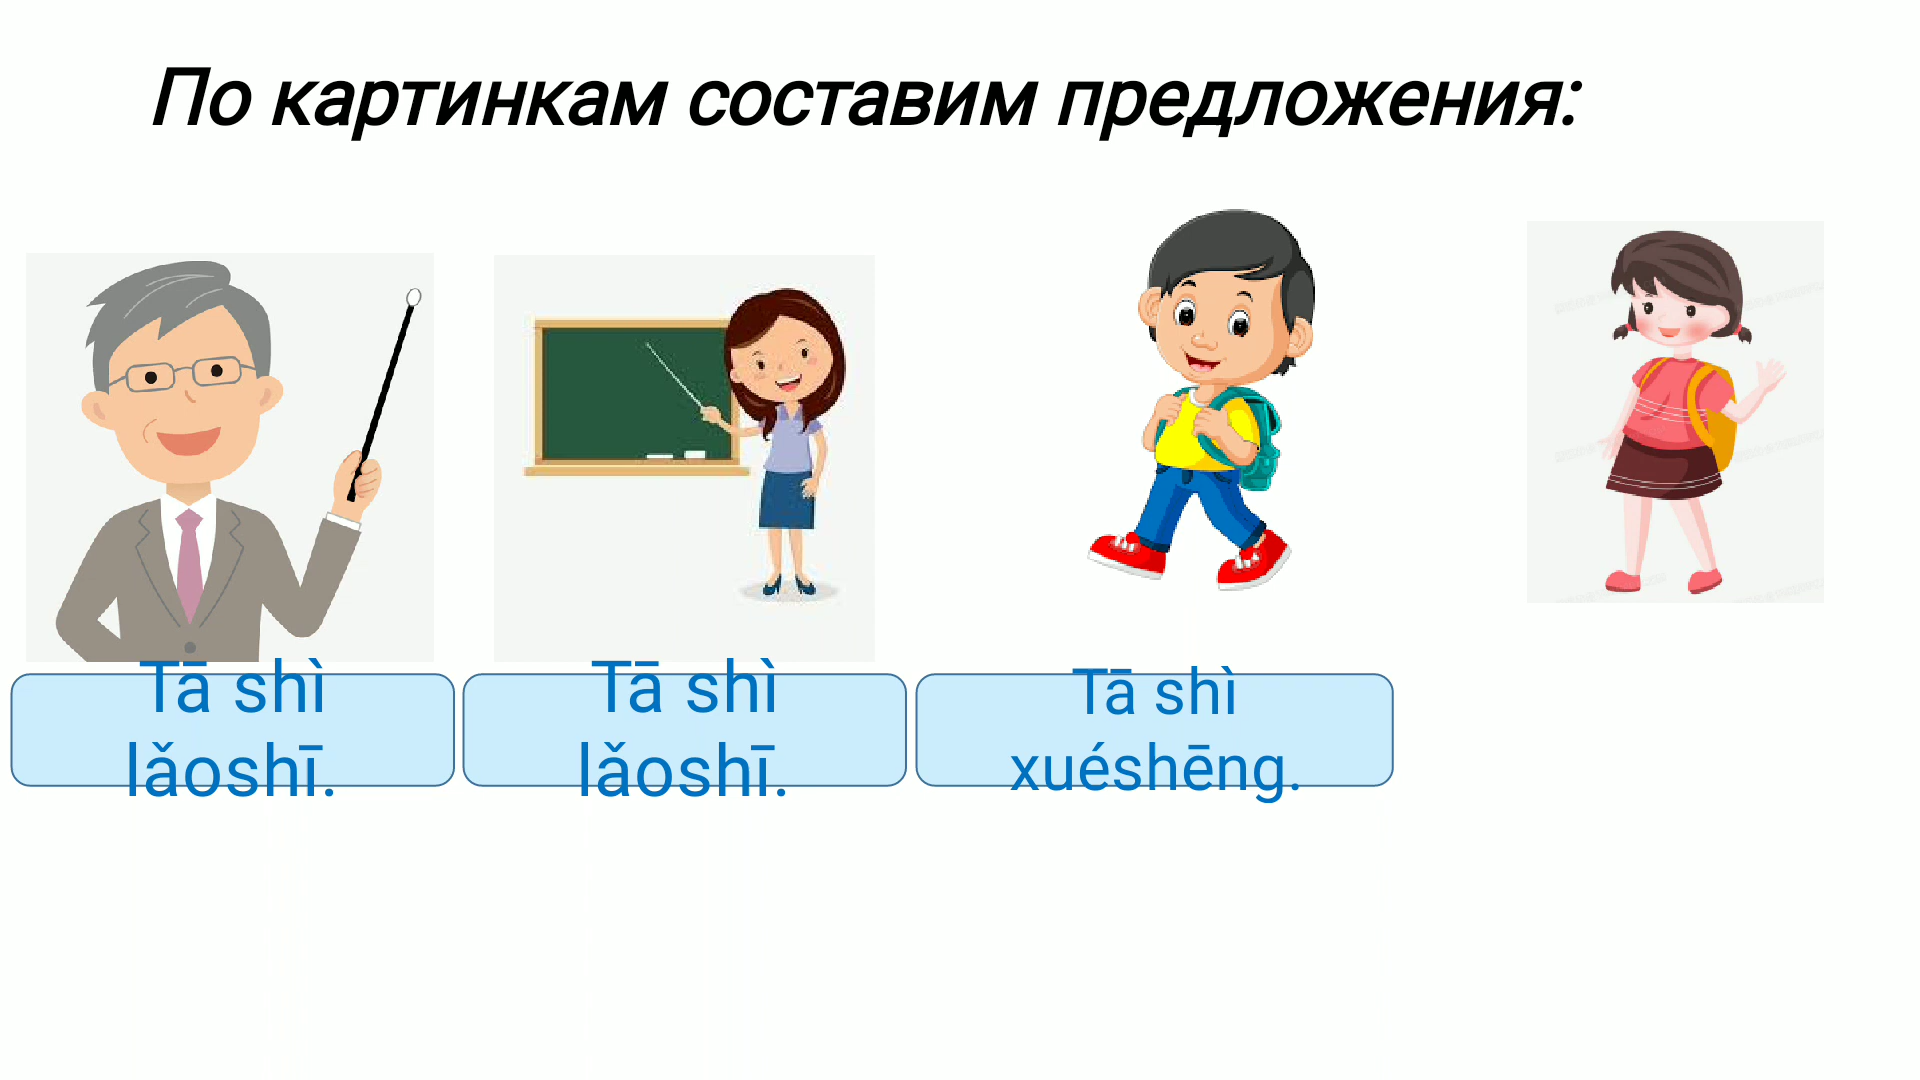 По картинкам составим предложения:
Tā shì
lǎoshī.
Tā shì
lǎoshī.
Tā shì
xuéshēng.